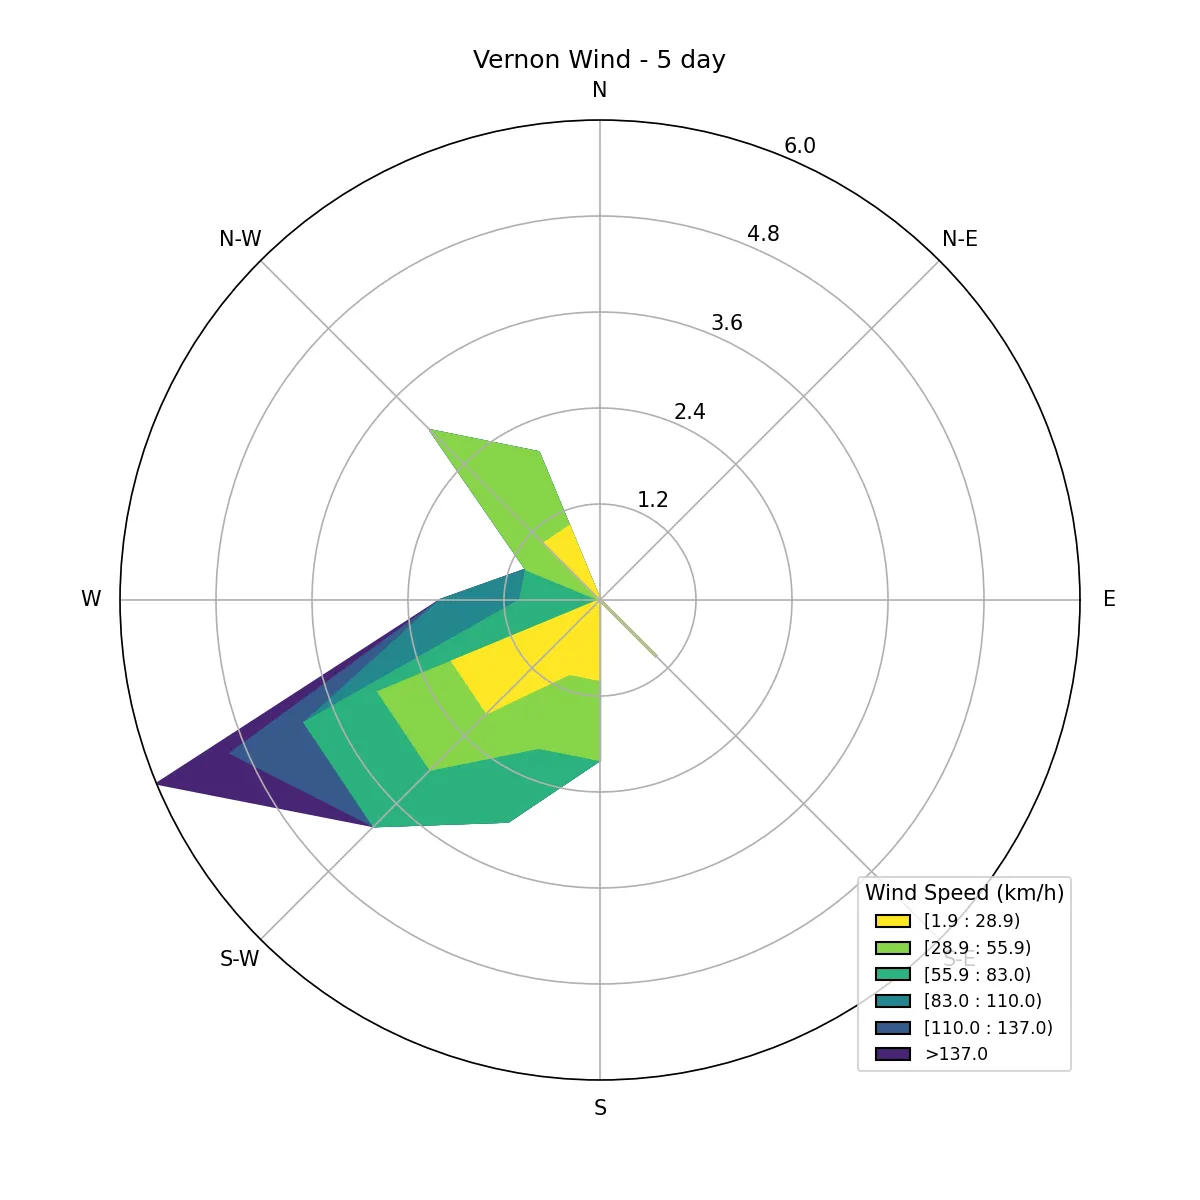 Vernon Wind - 5 day
N
6.0
4.8
N-W
N-E
3.6
2.4
1.2
W
E
S-W
S-E
Wind Speed (km/h)
[1.9 : 28.9)
[28.9 : 55.9)
[55.9 : 83.0)
[83.0 : 110.0)
[110.0 : 137.0)
>137.0
S